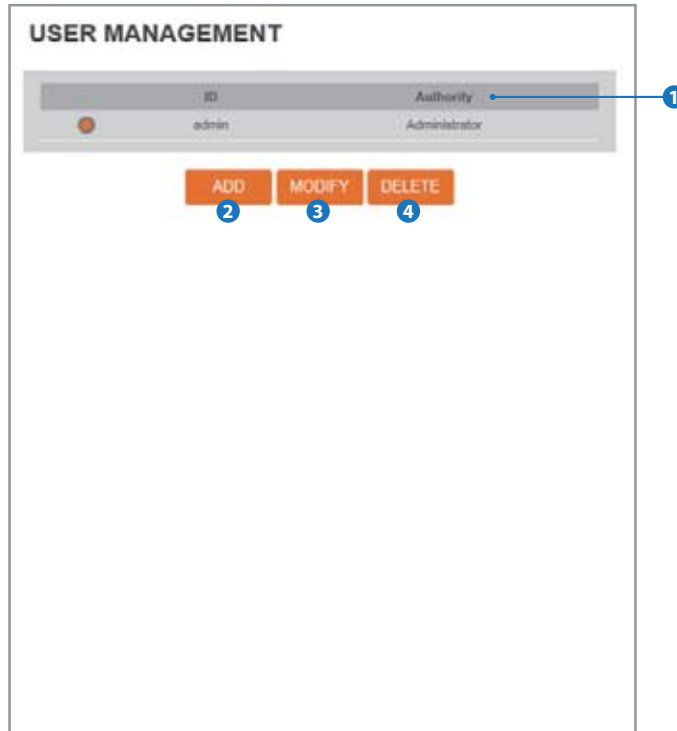 USER MANAGEMENT
ID Authority 1
admin Administrator
ADD MODIFY DELETE
2 3 4